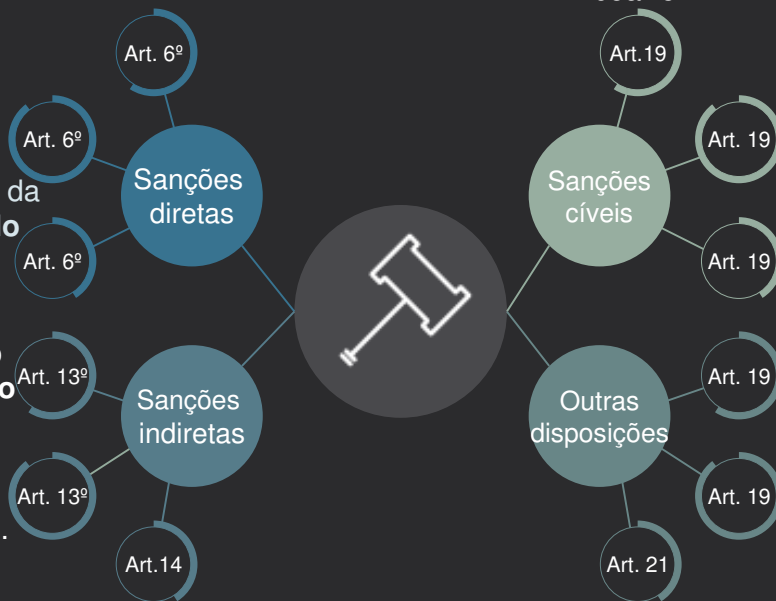 Art. 6º
Art. 6º
Sanções
diretas
da
Art. 6º
Art. 13º
Sanções
indiretas
Art. 13º
Art.14
Art.19
Art. 19
Sanções
cíveis
Art. 19
Art. 19
Outras
disposições
Art. 19
Art. 21